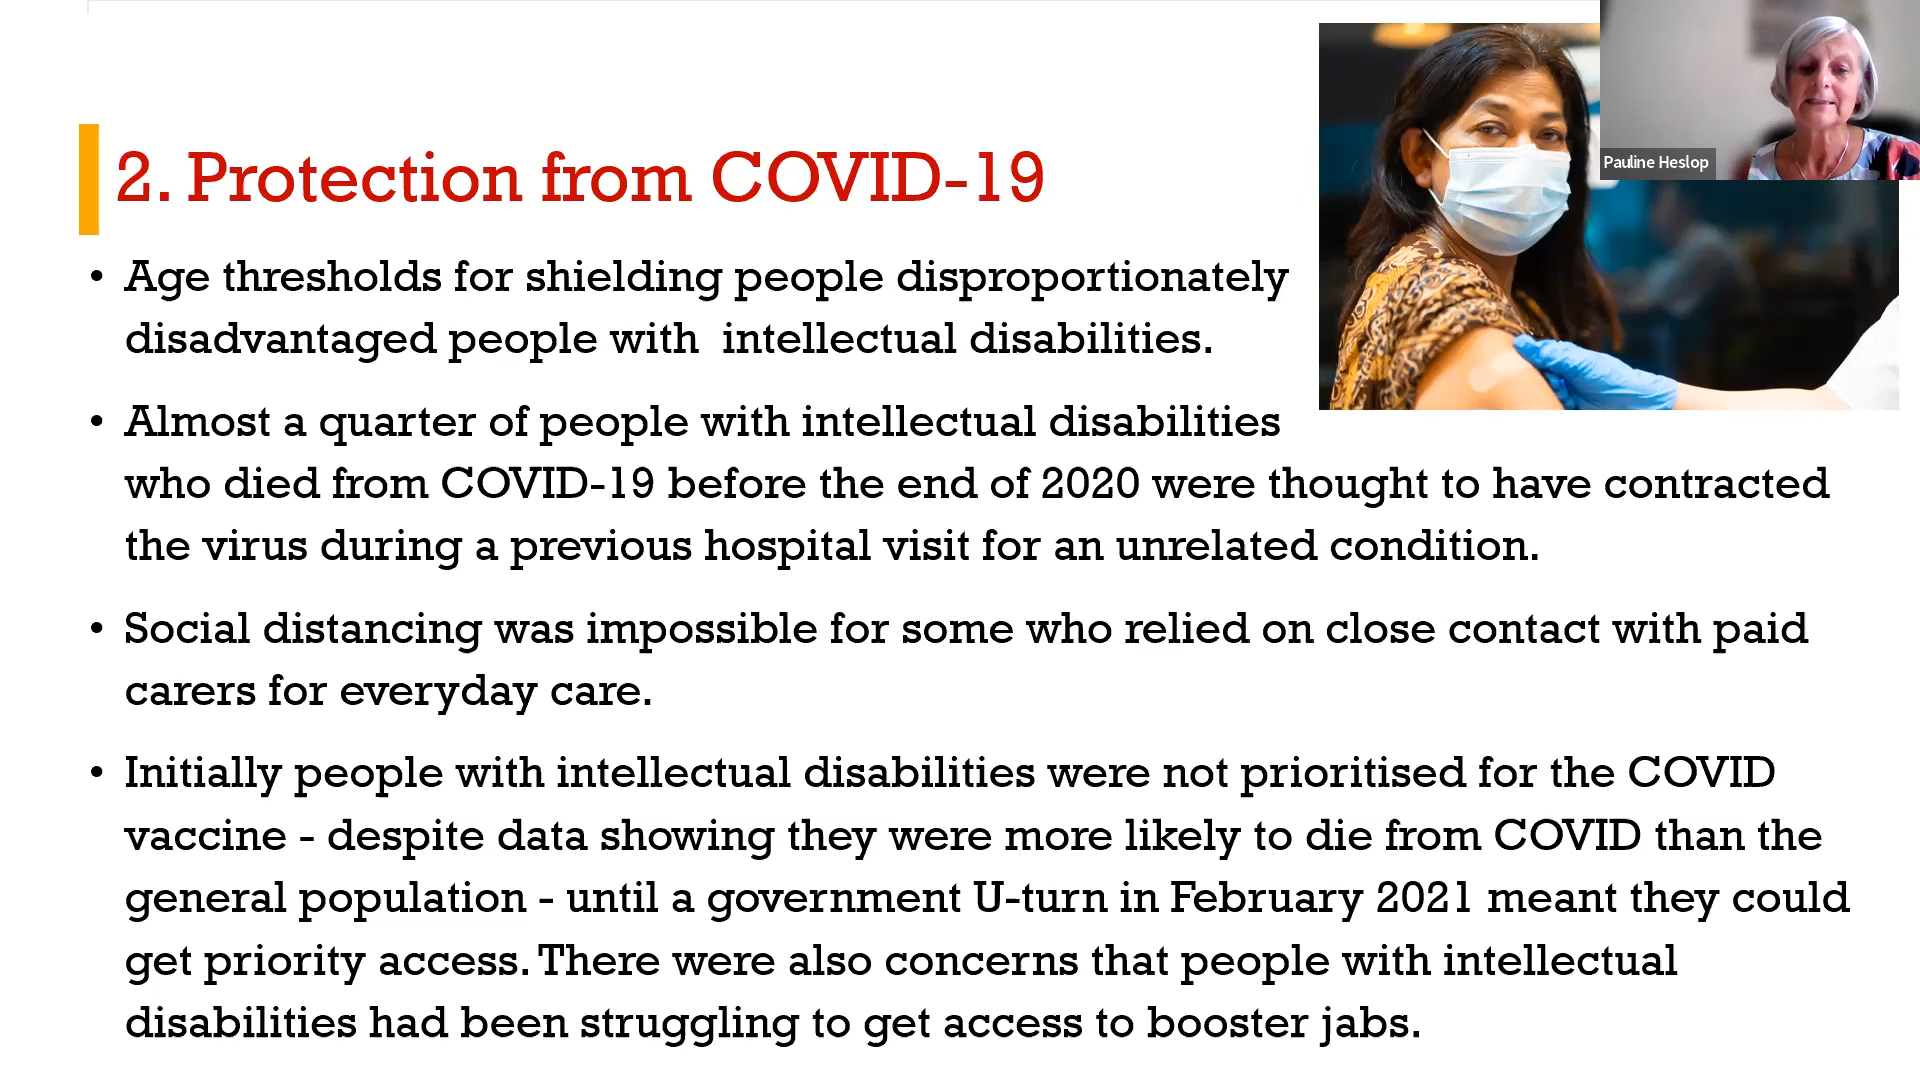 2. Protection from COVID-19
Pauline Heslop
• Age thresholds for shielding people disproportionately
disadvantaged people with  intellectual disabilities.
• Almost a quarter of people with intellectual disabilities
who died from COVID-19 before the end of 2020 were thought to have contracted
the virus during a previous hospital visit for an unrelated condition.
• Social distancing was impossible for some who relied on close contact with paid
carers for everyday care.
• Initially people with intellectual disabilities were not prioritised for the COVID
vaccine - despite data showing they were more likely to die from COVID than the
general population - until a government U-turn in February 2021 meant they could
get priority access. There were also concerns that people with intellectual
disabilities had been struggling to get access to booster jabs.